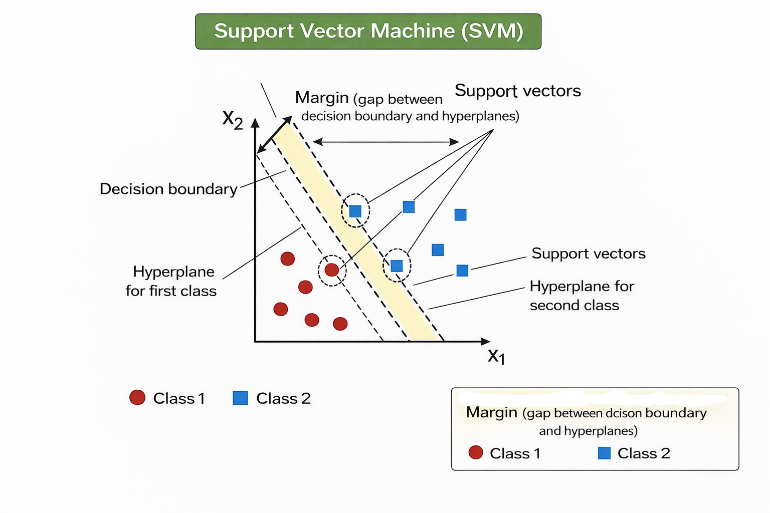 Support Vector Machine (SVM)
Margin (gap between
decision boundary and hyperplanes)
Support vectors
X2
Decision boundary
Hyperplane
for first class
Support vectors
Hyperplane for
second class
X1
Class 1
Class 2
Margin (gap between dcison boundary
and hyperplanes)
Class 1
Class 2